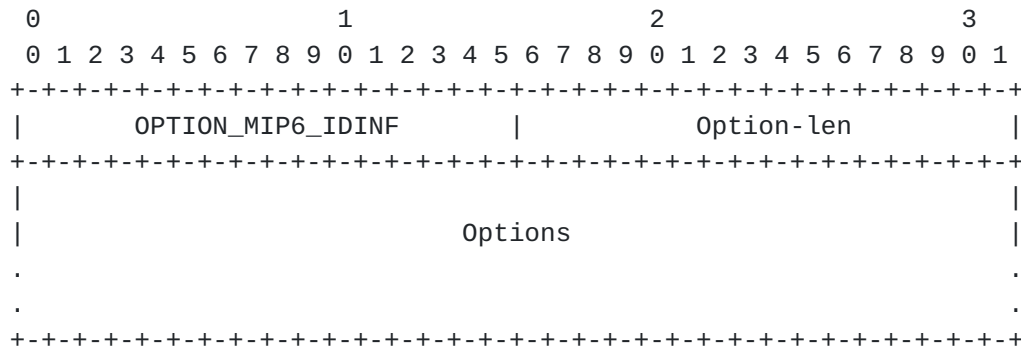 0                   1                   2                   3
 0 1 2 3 4 5 6 7 8 9 0 1 2 3 4 5 6 7 8 9 0 1 2 3 4 5 6 7 8 9 0 1
+-+-+-+-+-+-+-+-+-+-+-+-+-+-+-+-+-+-+-+-+-+-+-+-+-+-+-+-+-+-+-+-+
|       OPTION_MIP6_IDINF       |           Option-len          |
+-+-+-+-+-+-+-+-+-+-+-+-+-+-+-+-+-+-+-+-+-+-+-+-+-+-+-+-+-+-+-+-+
|                                                               |
|                            Options                            |
.                                                               .
.                                                               .
+-+-+-+-+-+-+-+-+-+-+-+-+-+-+-+-+-+-+-+-+-+-+-+-+-+-+-+-+-+-+-+-+